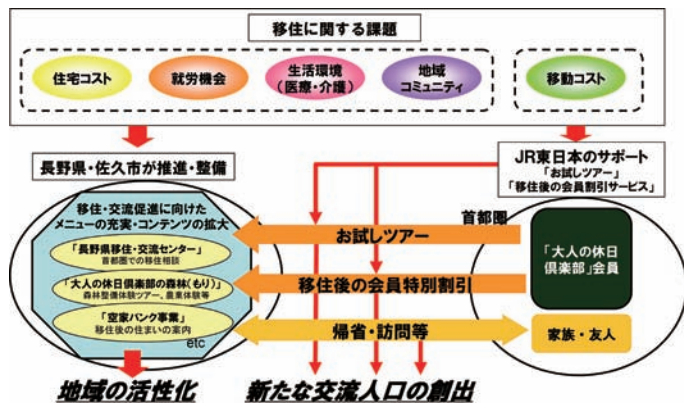 移住に関する課題
住宅コスト
就労機会
生活環境
(医療・介護)
地域
コミュニティ
移動コスト
長野県・佐久市が推進・整備
JR東日本のサポート
「お試しツアー」
「移住後の会員割引サービス」
移住・交流促進に向けた
メニューの充実・コンテンツの拡大
「長野県移住・交流センター」
首都圏での移住相談
「大人の休日倶楽部の森林(もり)」
森林整備体験ツアー、農業体験等
「空家バンク事業」
移住後の住まいの案内
etc
首都圏
お試しツアー
移住後の会員特別割引
帰省・訪問等
「大人の休日
倶楽部」会員
家族・友人
地域の活性化
新たな交流人口の創出